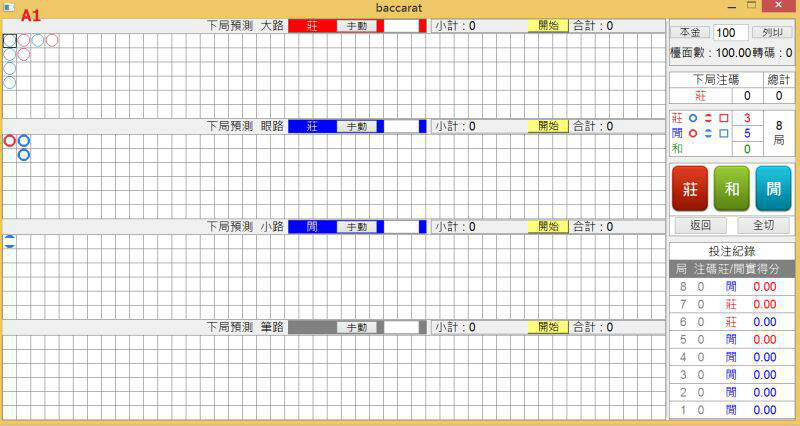 baccarat
A1
下局預測 大路 莊 手動 小計:0 開始 合計:0
下局預測 眼路 莊 手動 小計:0 開始 合計:0
下局預測 小路 閒 手動 小計:0 開始 合計:0
下局預測 筆路 手動 小計:0 開始 合計:0
本金 100 列印
檯面數:100.00轉碼:0
下局注碼 總計
莊 0 0
莊 3
閒 5
和 0
8
局
莊 和 閒
返回 全切
投注紀錄
局 注碼 莊/閒 實得分
8 0 閒 0.00
7 0 莊 0.00
6 0 莊 0.00
5 0 閒 0.00
4 0 閒 0.00
3 0 閒 0.00
2 0 閒 0.00
1 0 閒 0.00